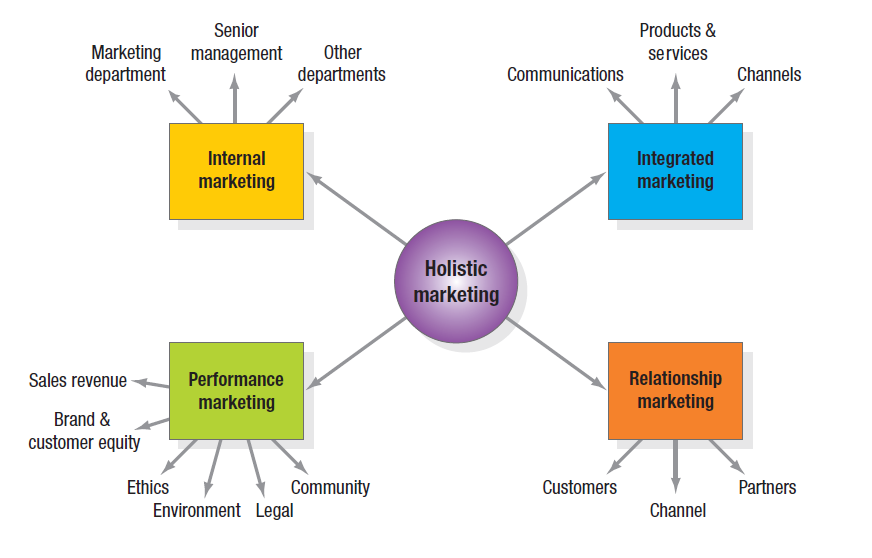 Senior
management
Marketing
department
Other
departments
Products &
services
Communications
Channels
Internal
marketing
Integrated
marketing
Holistic
marketing
Performance
marketing
Relationship
marketing
Sales revenue
Brand &
customer equity
Ethics
Environment
Legal
Community
Customers
Channel
Partners